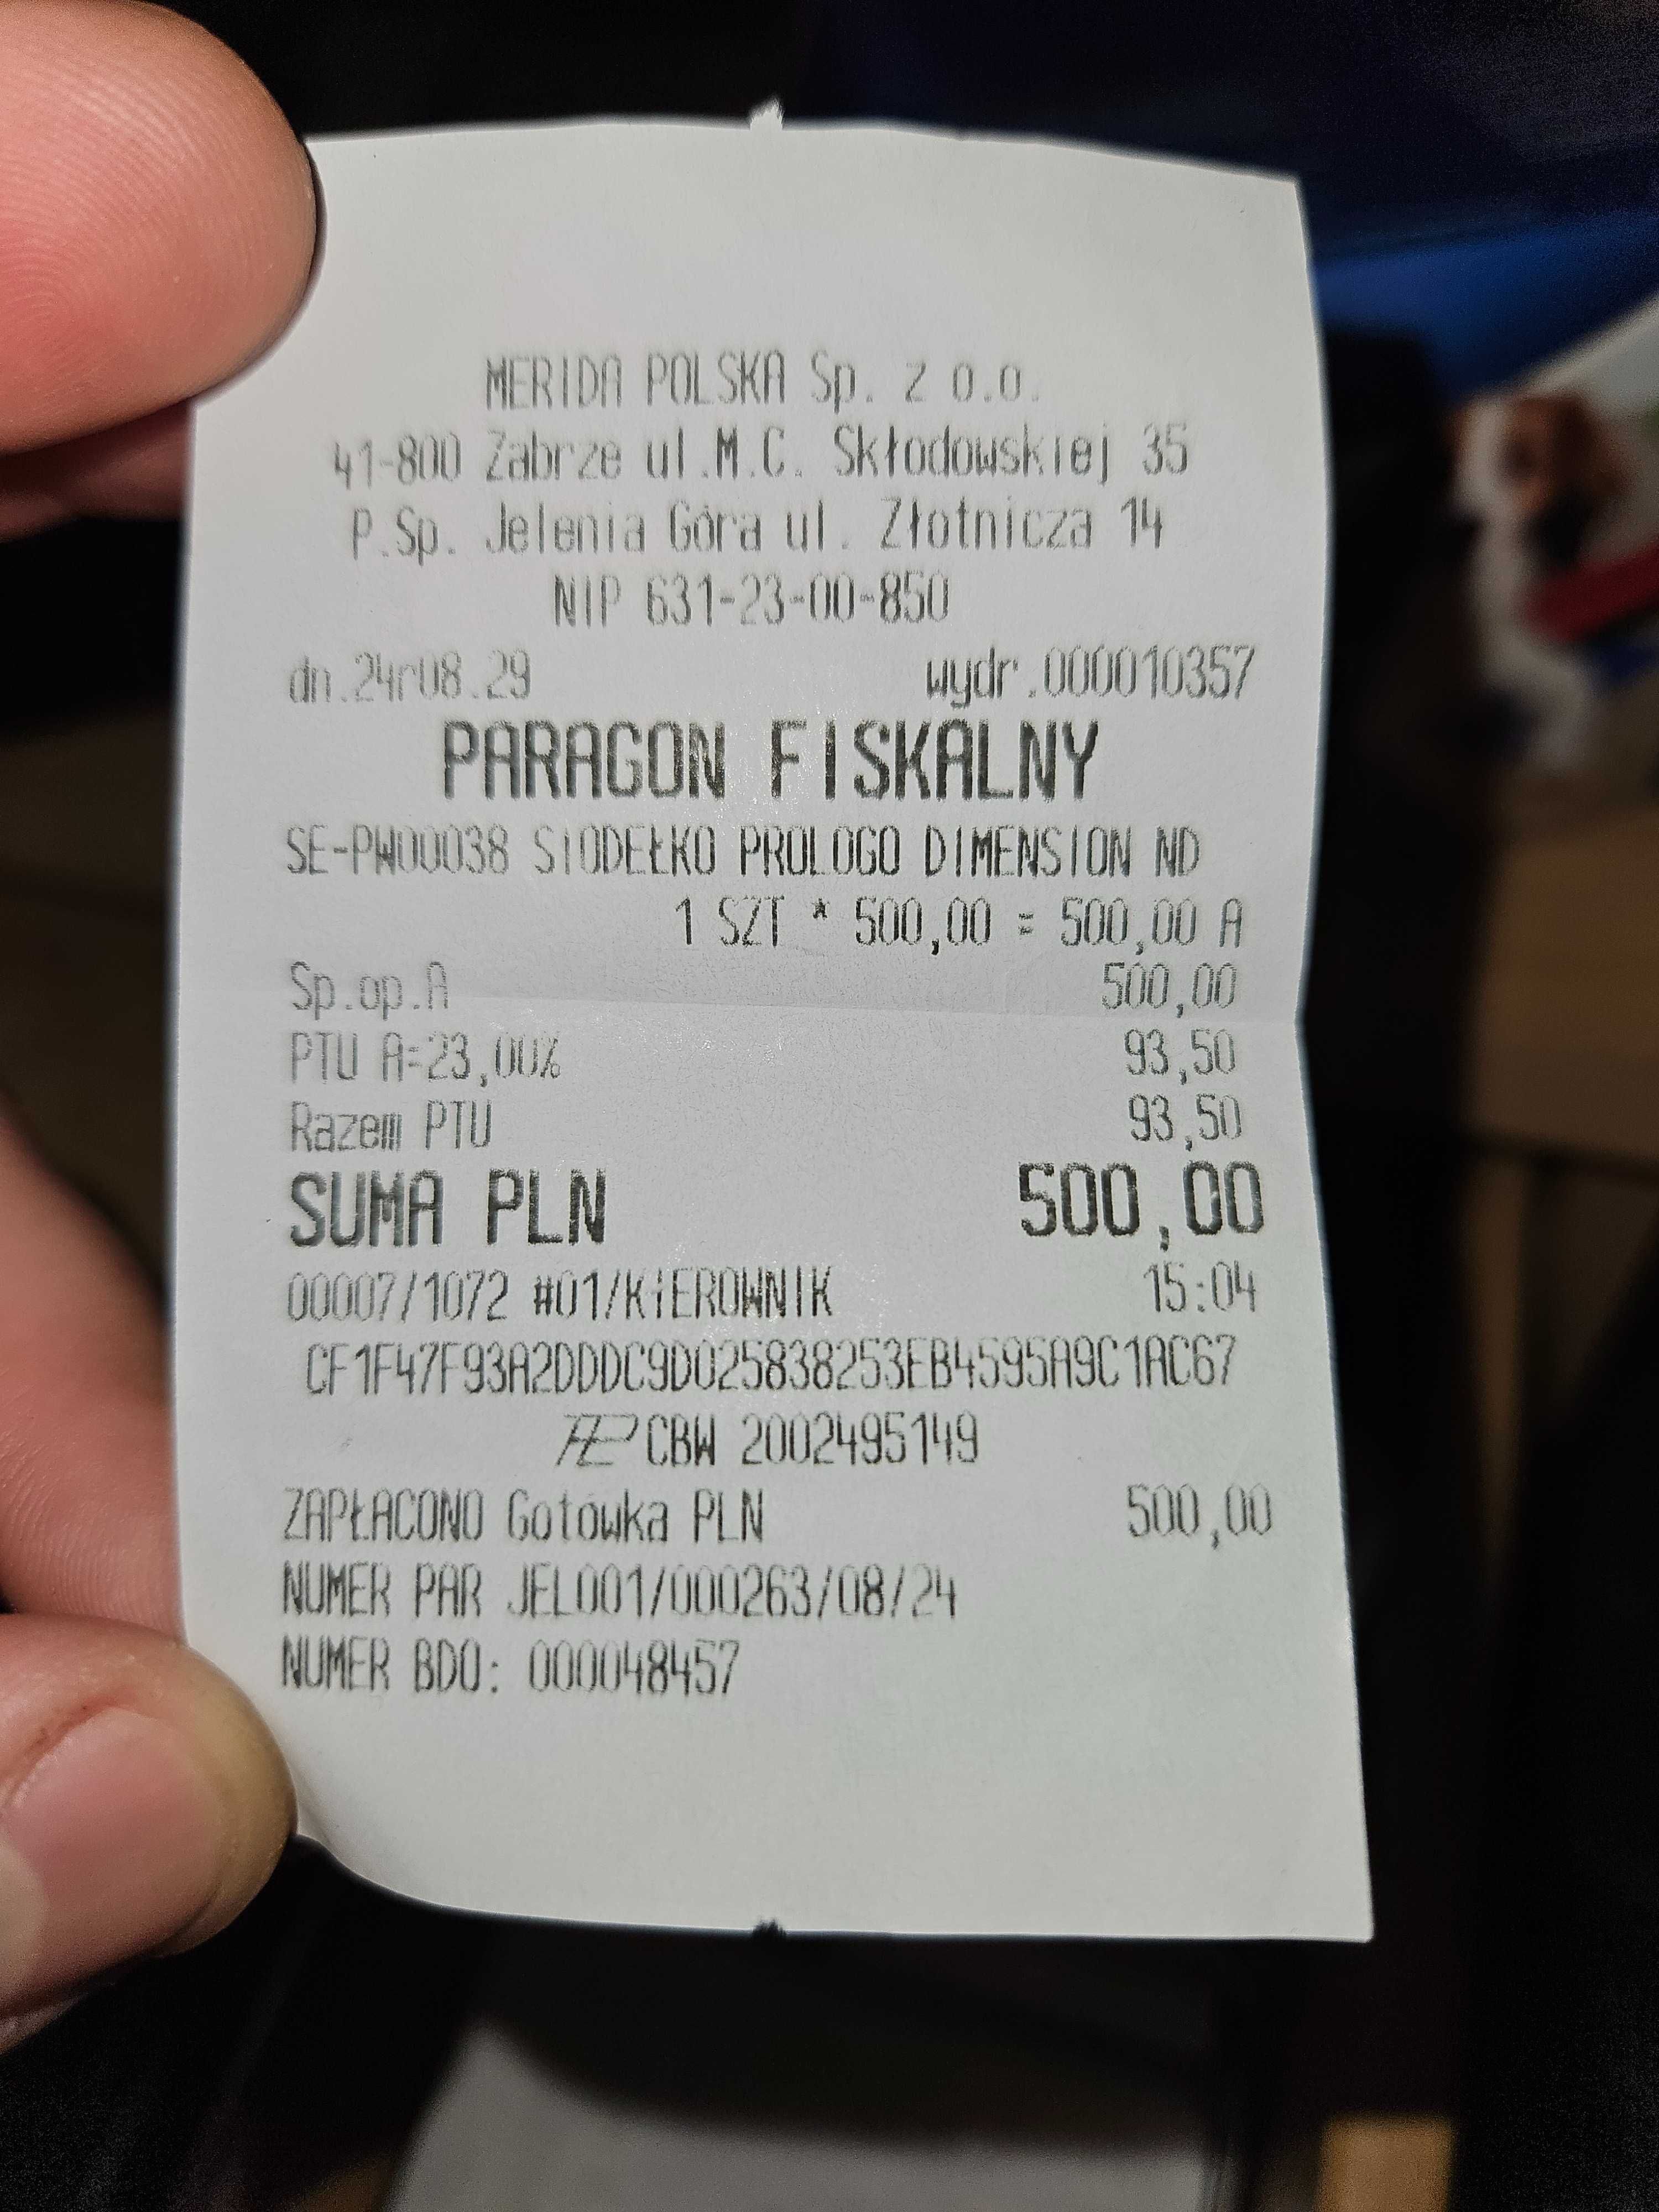 MERIDA POLSKA Sp. z o.o.
41-800 Zabrze ul.M.C. Skłodowskiej 35
P.Sp. Jelenia Góra ul. Złotnicza 14
NIP 631-23-00-850
dn.24r08.29 wydr.000010357
PARAGON FISKALNY
SE-PW00038 SIODEŁKO PROLOGO DIMENSION ND
1 SZT * 500,00 = 500,00 A
Sp.op.A 500,00
PTU A=23,00% 93,50
Razem PTU 93,50
SUMA PLN 500,00
00007/1072 #01/KIEROWNIK 15:04
CF1F47F93A2DDDC9D025838253EB4595A9C1AC67
CBW 2002495149
ZAPŁACONO Gotówka PLN 500,00
NUMER PAR JEL001/000263/08/24
NUMER BDO: 000048457